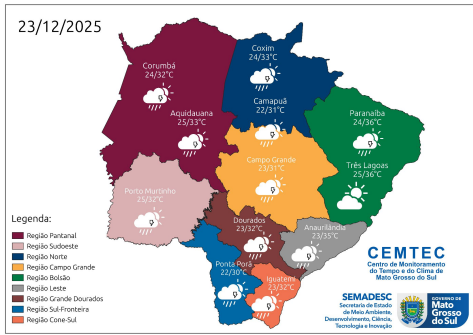 23/12/2025
Corumbá
24/32°C
Coxim
24/33°C
Camapuã
22/31°C
Aquidauana
25/33°C
Paranaíba
24/36°C
Campo Grande
23/31°C
Três Lagoas
25/36°C
Porto Murtinho
25/32°C
Dourados
23/32°C
Anaurilândia
23/35°C
Ponta Porã
22/30°C
Iguatemi
23/32°C
Legenda:
Região Pantanal
Região Sudoeste
Região Norte
Região Campo Grande
Região Bolsão
Região Leste
Região Grande Dourados
Região Sul-Fronteira
Região Cone-Sul
CEMTEC
Centro de Monitoramento
do Tempo e do Clima de
Mato Grosso do Sul
SEMADESC
Secretaria de Estado
de Meio Ambiente,
Desenvolvimento, Ciência,
Tecnologia e Inovação
GOVERNO DE
Mato
Grosso
do Sul